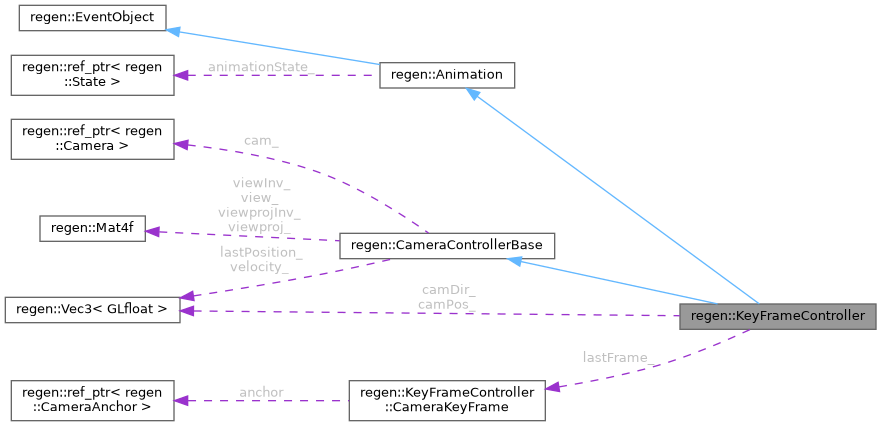 regen::EventObject
regen::ref_ptr< regen
::State >
animationState_
regen::Animation
regen::ref_ptr< regen
::Camera >
cam_
viewInv_
view_
viewprojInv_
viewproj_
regen::Mat4f
regen::CameraControllerBase
lastPosition_
velocity_
camDir_
camPos_
regen::Vec3< GLfloat >
regen::KeyFrameController
lastFrame_
regen::ref_ptr< regen
::CameraAnchor >
anchor
regen::KeyFrameController
::CameraKeyFrame